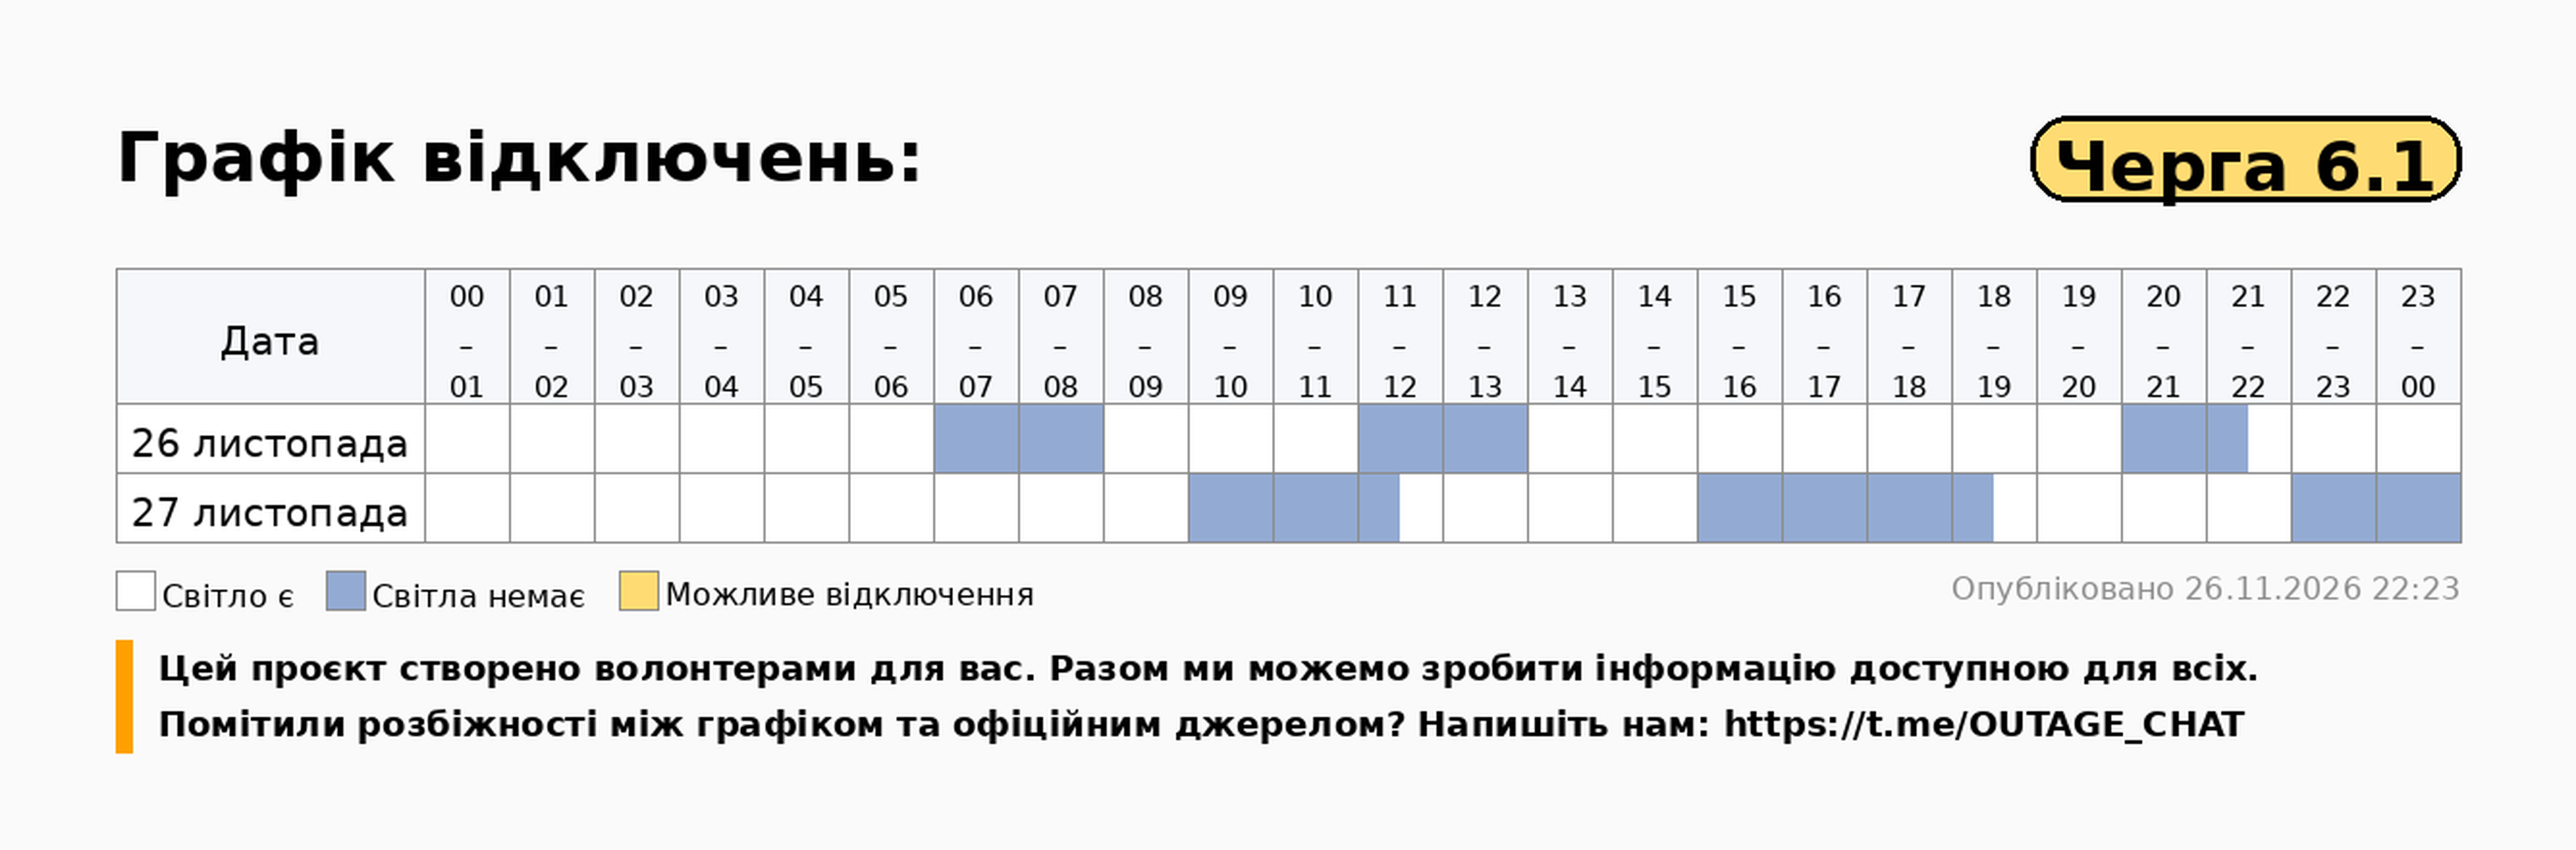 Графік відключень:
Черга 6.1
Дата 00 – 01 01 – 02 02 – 03 03 – 04 04 – 05 05 – 06 06 – 07 07 – 08 08 – 09 09 – 10 10 – 11 11 – 12 12 – 13 13 – 14 14 – 15 15 – 16 16 – 17 17 – 18 18 – 19 19 – 20 20 – 21 21 – 22 22 – 23 23 – 00
26 листопада
27 листопада
Світло є Світла немає Можливе відключення
Опубліковано 26.11.2026 22:23
Цей проєкт створено волонтерами для вас. Разом ми можемо зробити інформацію доступною для всіх.
Помітили розбіжності між графіком та офіційним джерелом? Напишіть нам: https://t.me/OUTAGE_CHAT